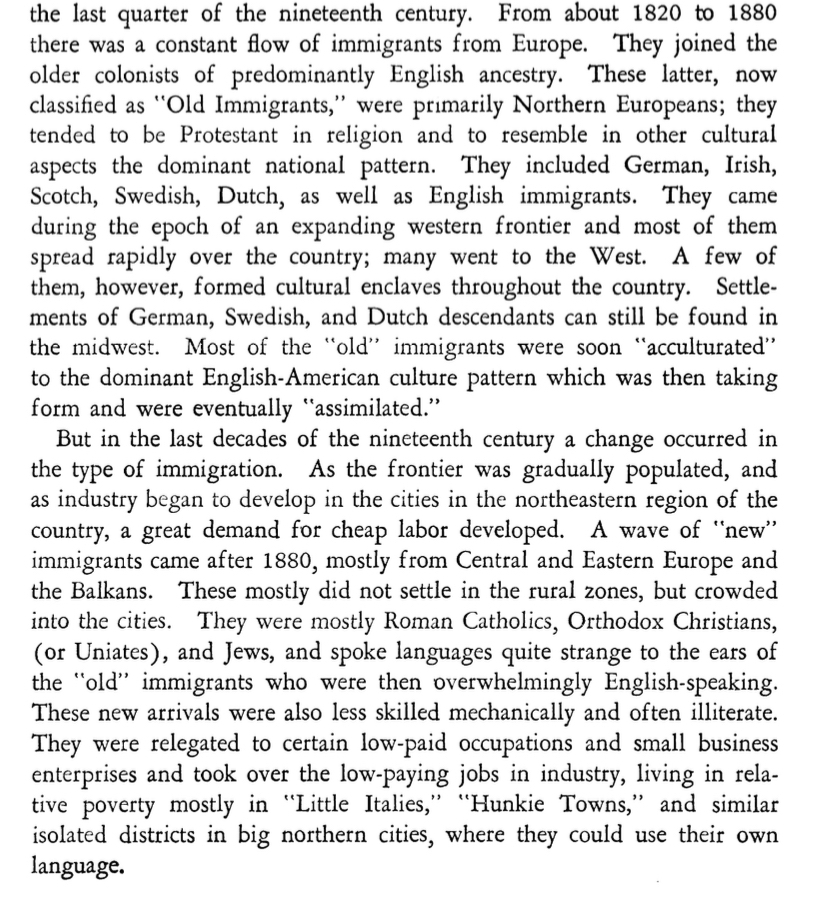 the last quarter of the nineteenth century. From about 1820 to 1880
there was a constant flow of immigrants from Europe. They joined the
older colonists of predominantly English ancestry. These latter, now
classified as "Old Immigrants," were primarily Northern Europeans; they
tended to be Protestant in religion and to resemble in other cultural
aspects the dominant national pattern. They included German, Irish,
Scotch, Swedish, Dutch, as well as English immigrants. They came
during the epoch of an expanding western frontier and most of them
spread rapidly over the country; many went to the West. A few of
them, however, formed cultural enclaves throughout the country. Settle-
ments of German, Swedish, and Dutch descendants can still be found in
the midwest. Most of the "old" immigrants were soon "acculturated"
to the dominant English-American culture pattern which was then taking
form and were eventually "assimilated."
But in the last decades of the nineteenth century a change occurred in
the type of immigration. As the frontier was gradually populated, and
as industry began to develop in the cities in the northeastern region of the
country, a great demand for cheap labor developed. A wave of "new"
immigrants came after 1880, mostly from Central and Eastern Europe and
the Balkans. These mostly did not settle in the rural zones, but crowded
into the cities. They were mostly Roman Catholics, Orthodox Christians,
(or Uniates), and Jews, and spoke languages quite strange to the ears of
the "old" immigrants who were then overwhelmingly English-speaking.
These new arrivals were also less skilled mechanically and often illiterate.
They were relegated to certain low-paid occupations and small business
enterprises and took over the low-paying jobs in industry, living in rela-
tive poverty mostly in "Little Italies," "Hunkie Towns," and similar
isolated districts in big northern cities, where they could use their own
language.